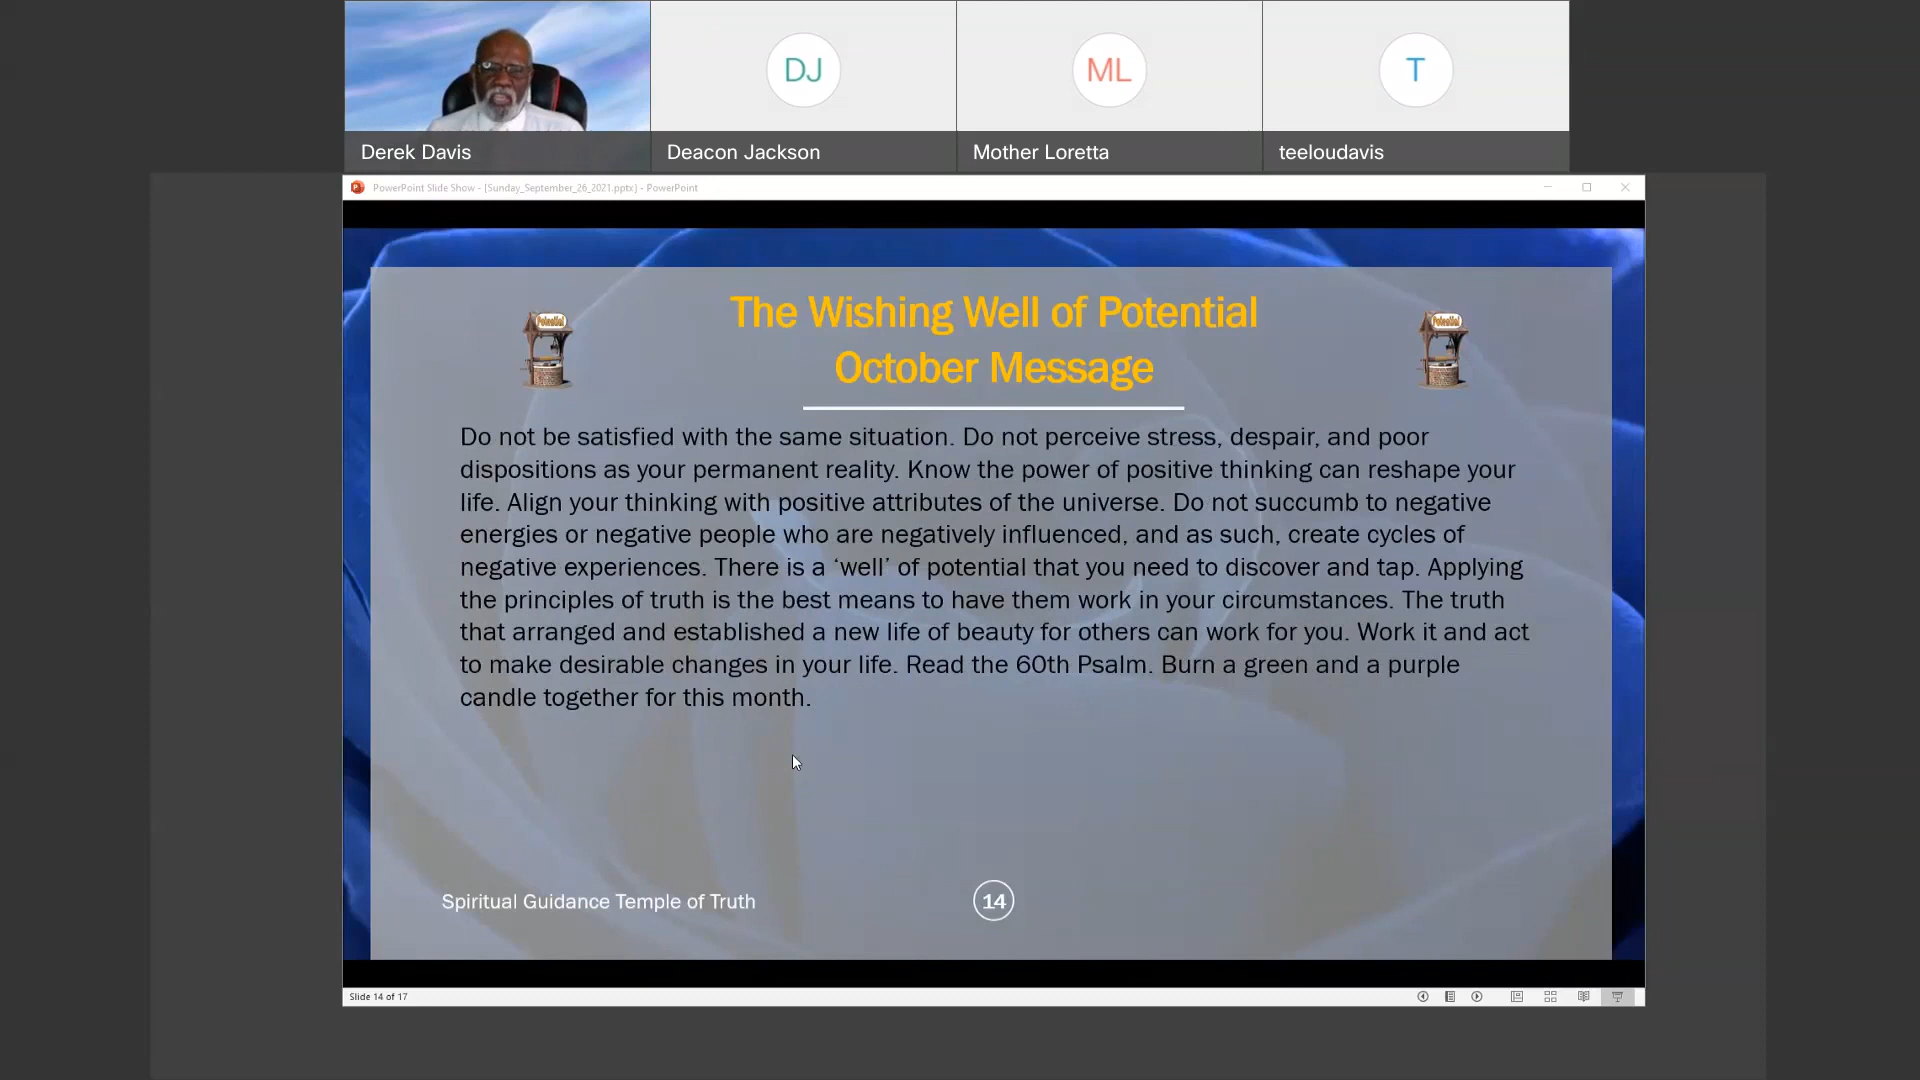 DJ
ML
T
Derek Davis
Deacon Jackson
Mother Loretta
teeloudavis
PowerPoint Slide Show - [Sunday_September_26_2021.pptx] - PowerPoint
Potential
Potential
The Wishing Well of Potential
October Message
Do not be satisfied with the same situation. Do not perceive stress, despair, and poor
dispositions as your permanent reality. Know the power of positive thinking can reshape your
life. Align your thinking with positive attributes of the universe. Do not succumb to negative
energies or negative people who are negatively influenced, and as such, create cycles of
negative experiences. There is a ‘well’ of potential that you need to discover and tap. Applying
the principles of truth is the best means to have them work in your circumstances. The truth
that arranged and established a new life of beauty for others can work for you. Work it and act
to make desirable changes in your life. Read the 60th Psalm. Burn a green and a purple
candle together for this month.
Spiritual Guidance Temple of Truth
14
Slide 14 of 17